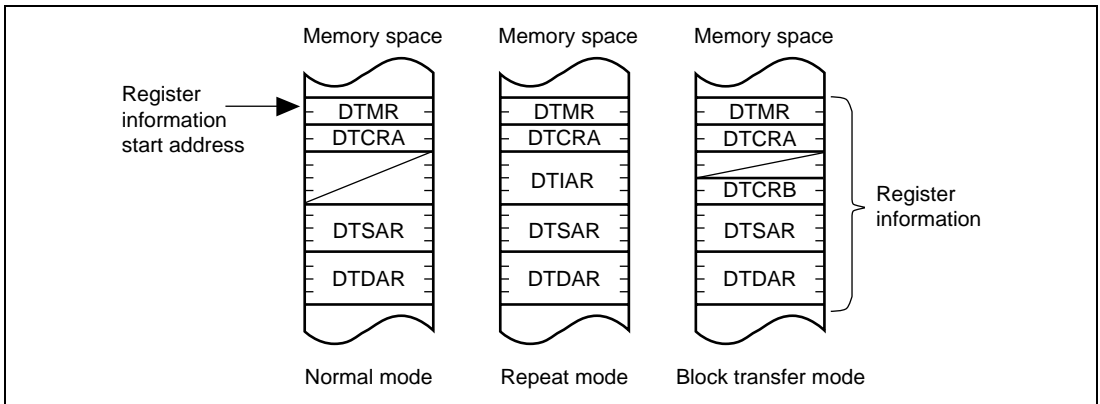 Memory space Memory space Memory space
Register
information
start address
DTMR DTMR DTMR
DTCRA DTCRA DTCRA
DTIAR
DTCRB
DTSAR DTSAR DTSAR
DTDAR DTDAR DTDAR
Register
information
Normal mode Repeat mode Block transfer mode